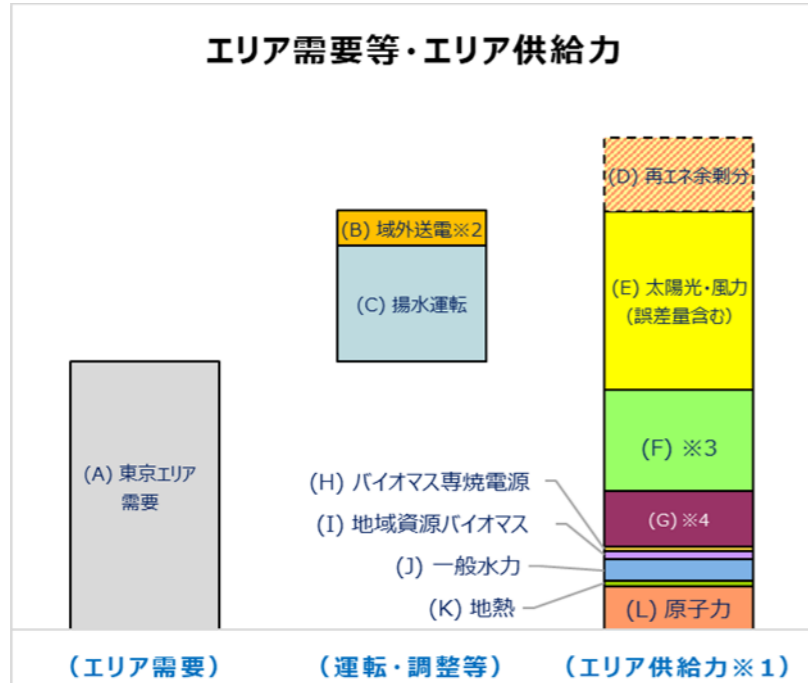 エリア需要等・エリア供給力
(D) 再エネ余剰分
(B) 域外送電※2
(E) 太陽光・風力
(誤差量含む)
(C) 揚水運転
(A) 東京エリア
需要
(F) ※3
(H) バイオマス専焼電源
(G) ※4
(I) 地域資源バイオマス
(J) 一般水力
(K) 地熱
(L) 原子力
(エリア需要)
(運転・調整等)
(エリア供給力※1)